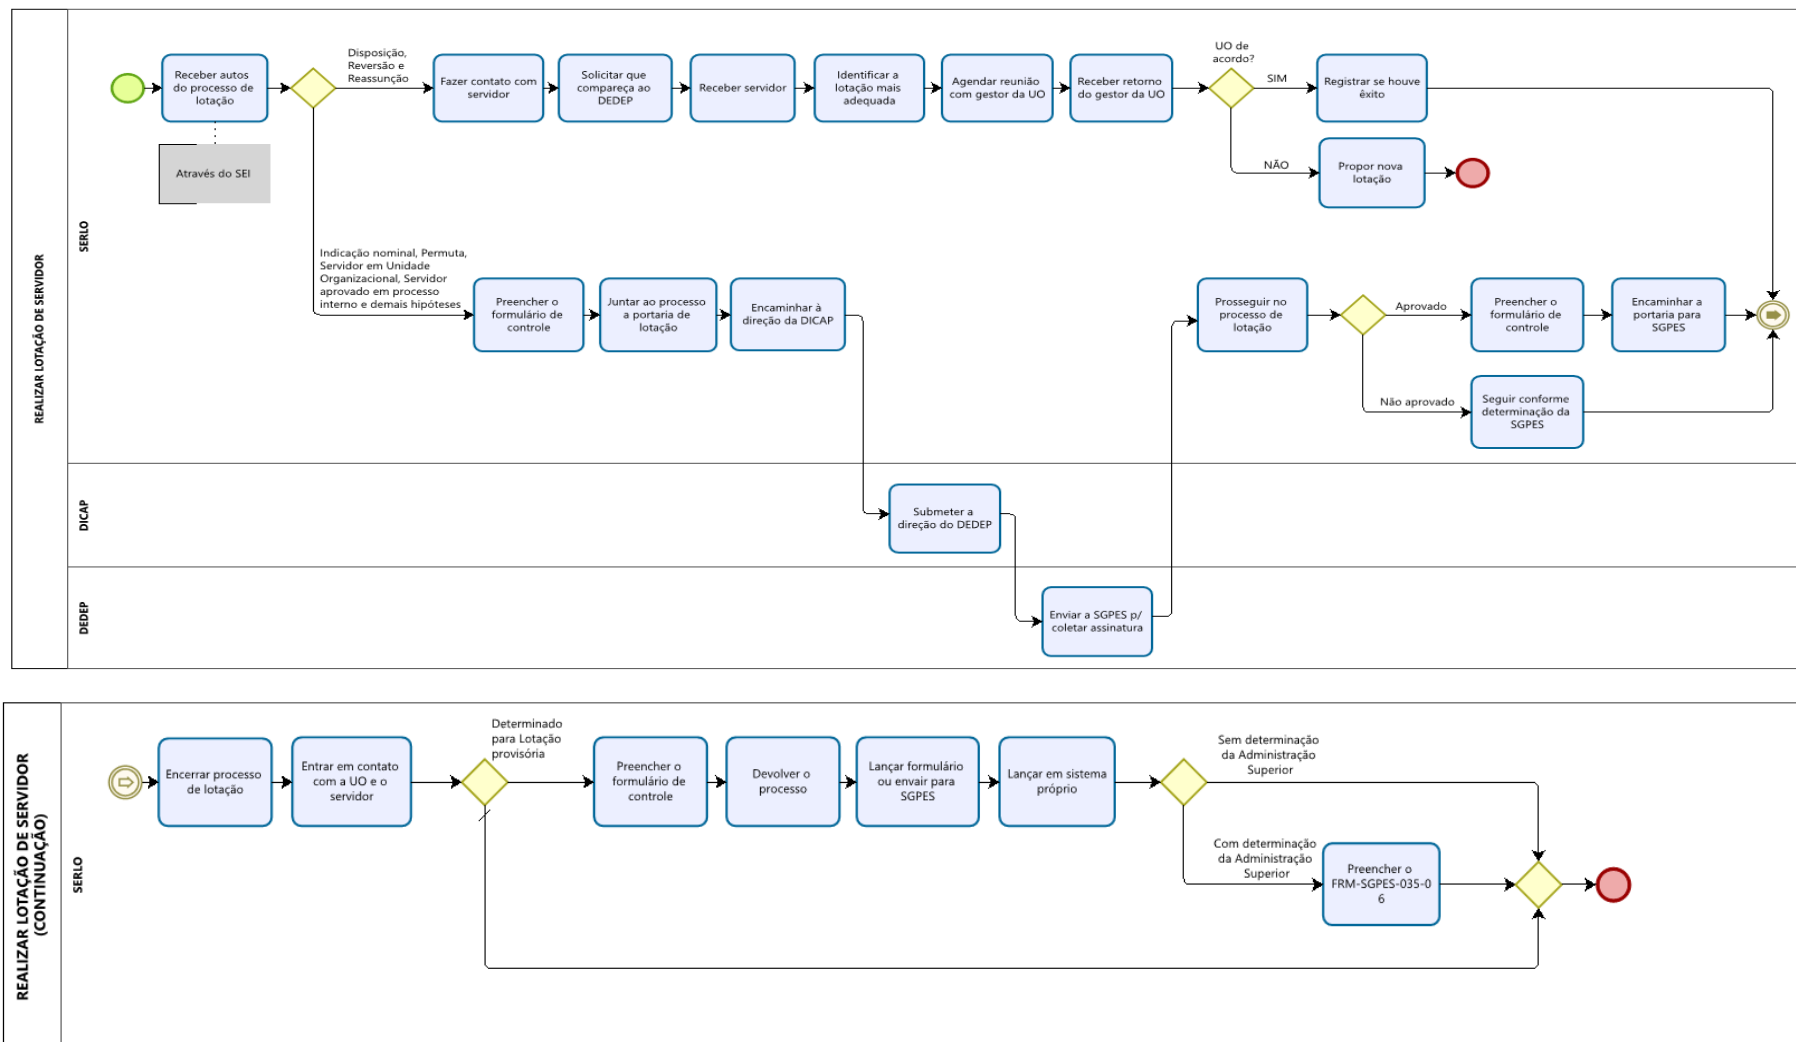 REALIZAR LOTAÇÃO DE SERVIDOR
SERLO
Receber autos
do processo de
lotação
Através do SEI
Disposição,
Reversão e
Reassunção
Fazer contato com
servidor
Solicitar que
compareça ao
DEDEP
Receber servidor
Identificar a
lotação mais
adequada
Agendar reunião
com gestor da UO
Receber retorno
do gestor da UO
UO de
acordo?
SIM
Registrar se houve
êxito
NÃO
Propor nova
lotação
Indicação nominal, Permuta,
Servidor em Unidade
Organizacional, Servidor
aprovado em processo
interno e demais hipóteses
Preencher o
formulário de
controle
Juntar ao processo
a portaria de
lotação
Encaminhar à
direção da DICAP
Prosseguir no
processo de
lotação
Aprovado
Preencher o
formulário de
controle
Encaminhar a
portaria para
SGPES
Não aprovado
Seguir conforme
determinação da
SGPES
DICAP
Submeter a
direção do DEDEP
DEDEP
Enviar a SGPES p/
coletar assinatura
REALIZAR LOTAÇÃO DE SERVIDOR
(CONTINUAÇÃO)
SERLO
Encerrar processo
de lotação
Entrar em contato
com a UO e o
servidor
Determinado
para Lotação
provisória
Preencher o
formulário de
controle
Devolver o
processo
Lançar formulário
ou envair para
SGPES
Lançar em sistema
próprio
Sem determinação
da Administração
Superior
Com determinação
da Administração
Superior
Preencher o
FRM-SGPES-035-0
6